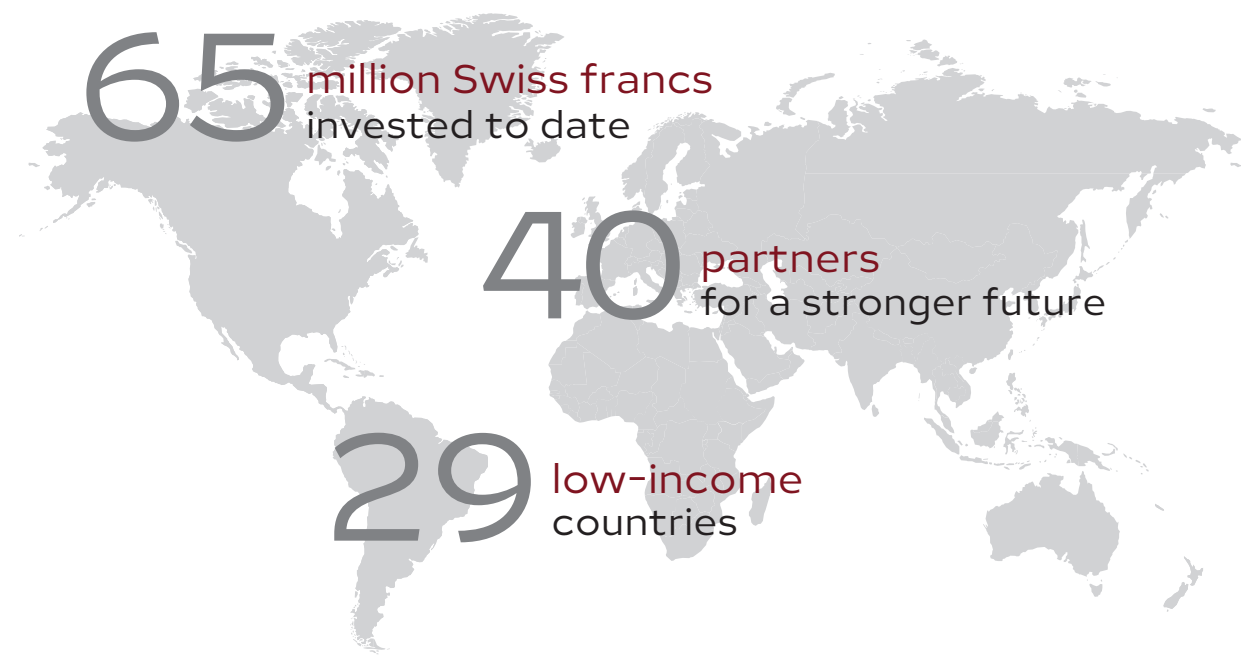 65 million Swiss francs
invested to date
40 partners
for a stronger future
29 low-income
countries